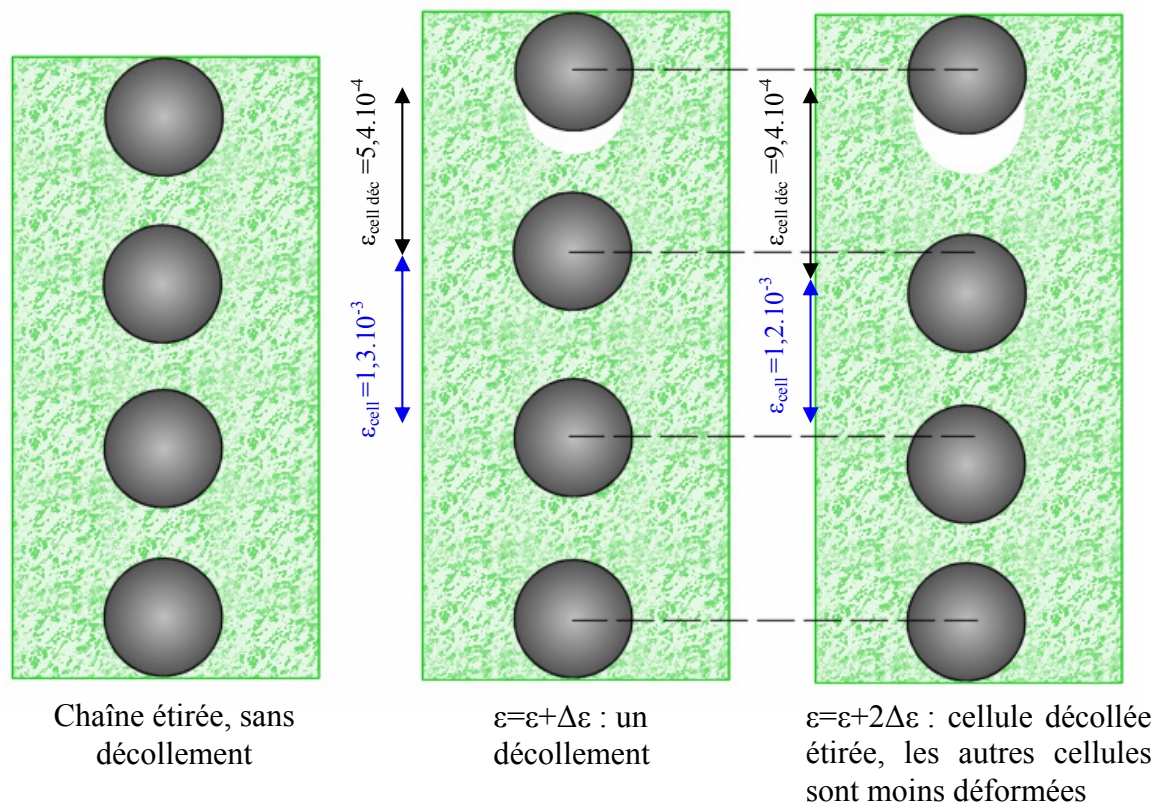 ε_cell déc =5,4.10^-4
ε_cell =1,3.10^-3
ε_cell déc =9,4.10^-4
ε_cell =1,2.10^-3
Chaîne étirée, sans
décollement
ε=ε+Δε : un
décollement
ε=ε+2Δε : cellule décollée
étirée, les autres cellules
sont moins déformées